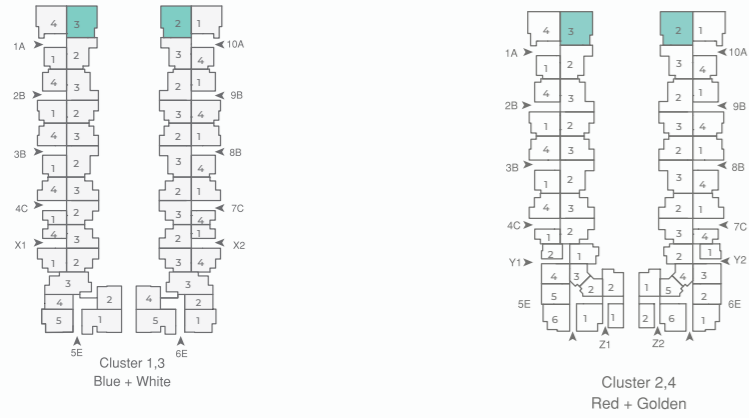 4 3 2 1
1A 10A
1 2 3 4
4 3 2 1
2B 9B
1 2 3 4
4 3 2 1
3B 8B
1 2 3 4
4 3 2 1
4C 7C
1 2 3 4
4 3 2 1
X1 X2
1 2 3 4
3 3
4 2 4 2
5 1 5 1
5E 6E
Cluster 1,3
Blue + White
4 3 2 1
1A 10A
1 2 3 4
4 3 2 1
2B 9B
1 2 3 4
4 3 2 1
3B 8B
1 2 3 4
4 3 2 1
4C 7C
1 2 3 4
2 1 2 1
Y1 Y2
4 3 4 3
5 2 2 1 5 2
5E 6E
6 1 1 2 6 1
Z1 Z2
Cluster 2,4
Red + Golden